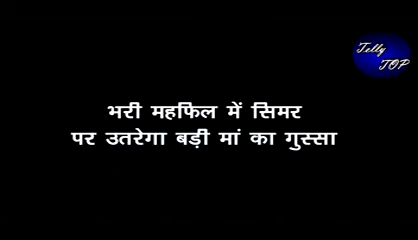 Telly
TOP
भरी महफिल में सिमर
पर उतरेगा बड़ी मां का गुस्सा